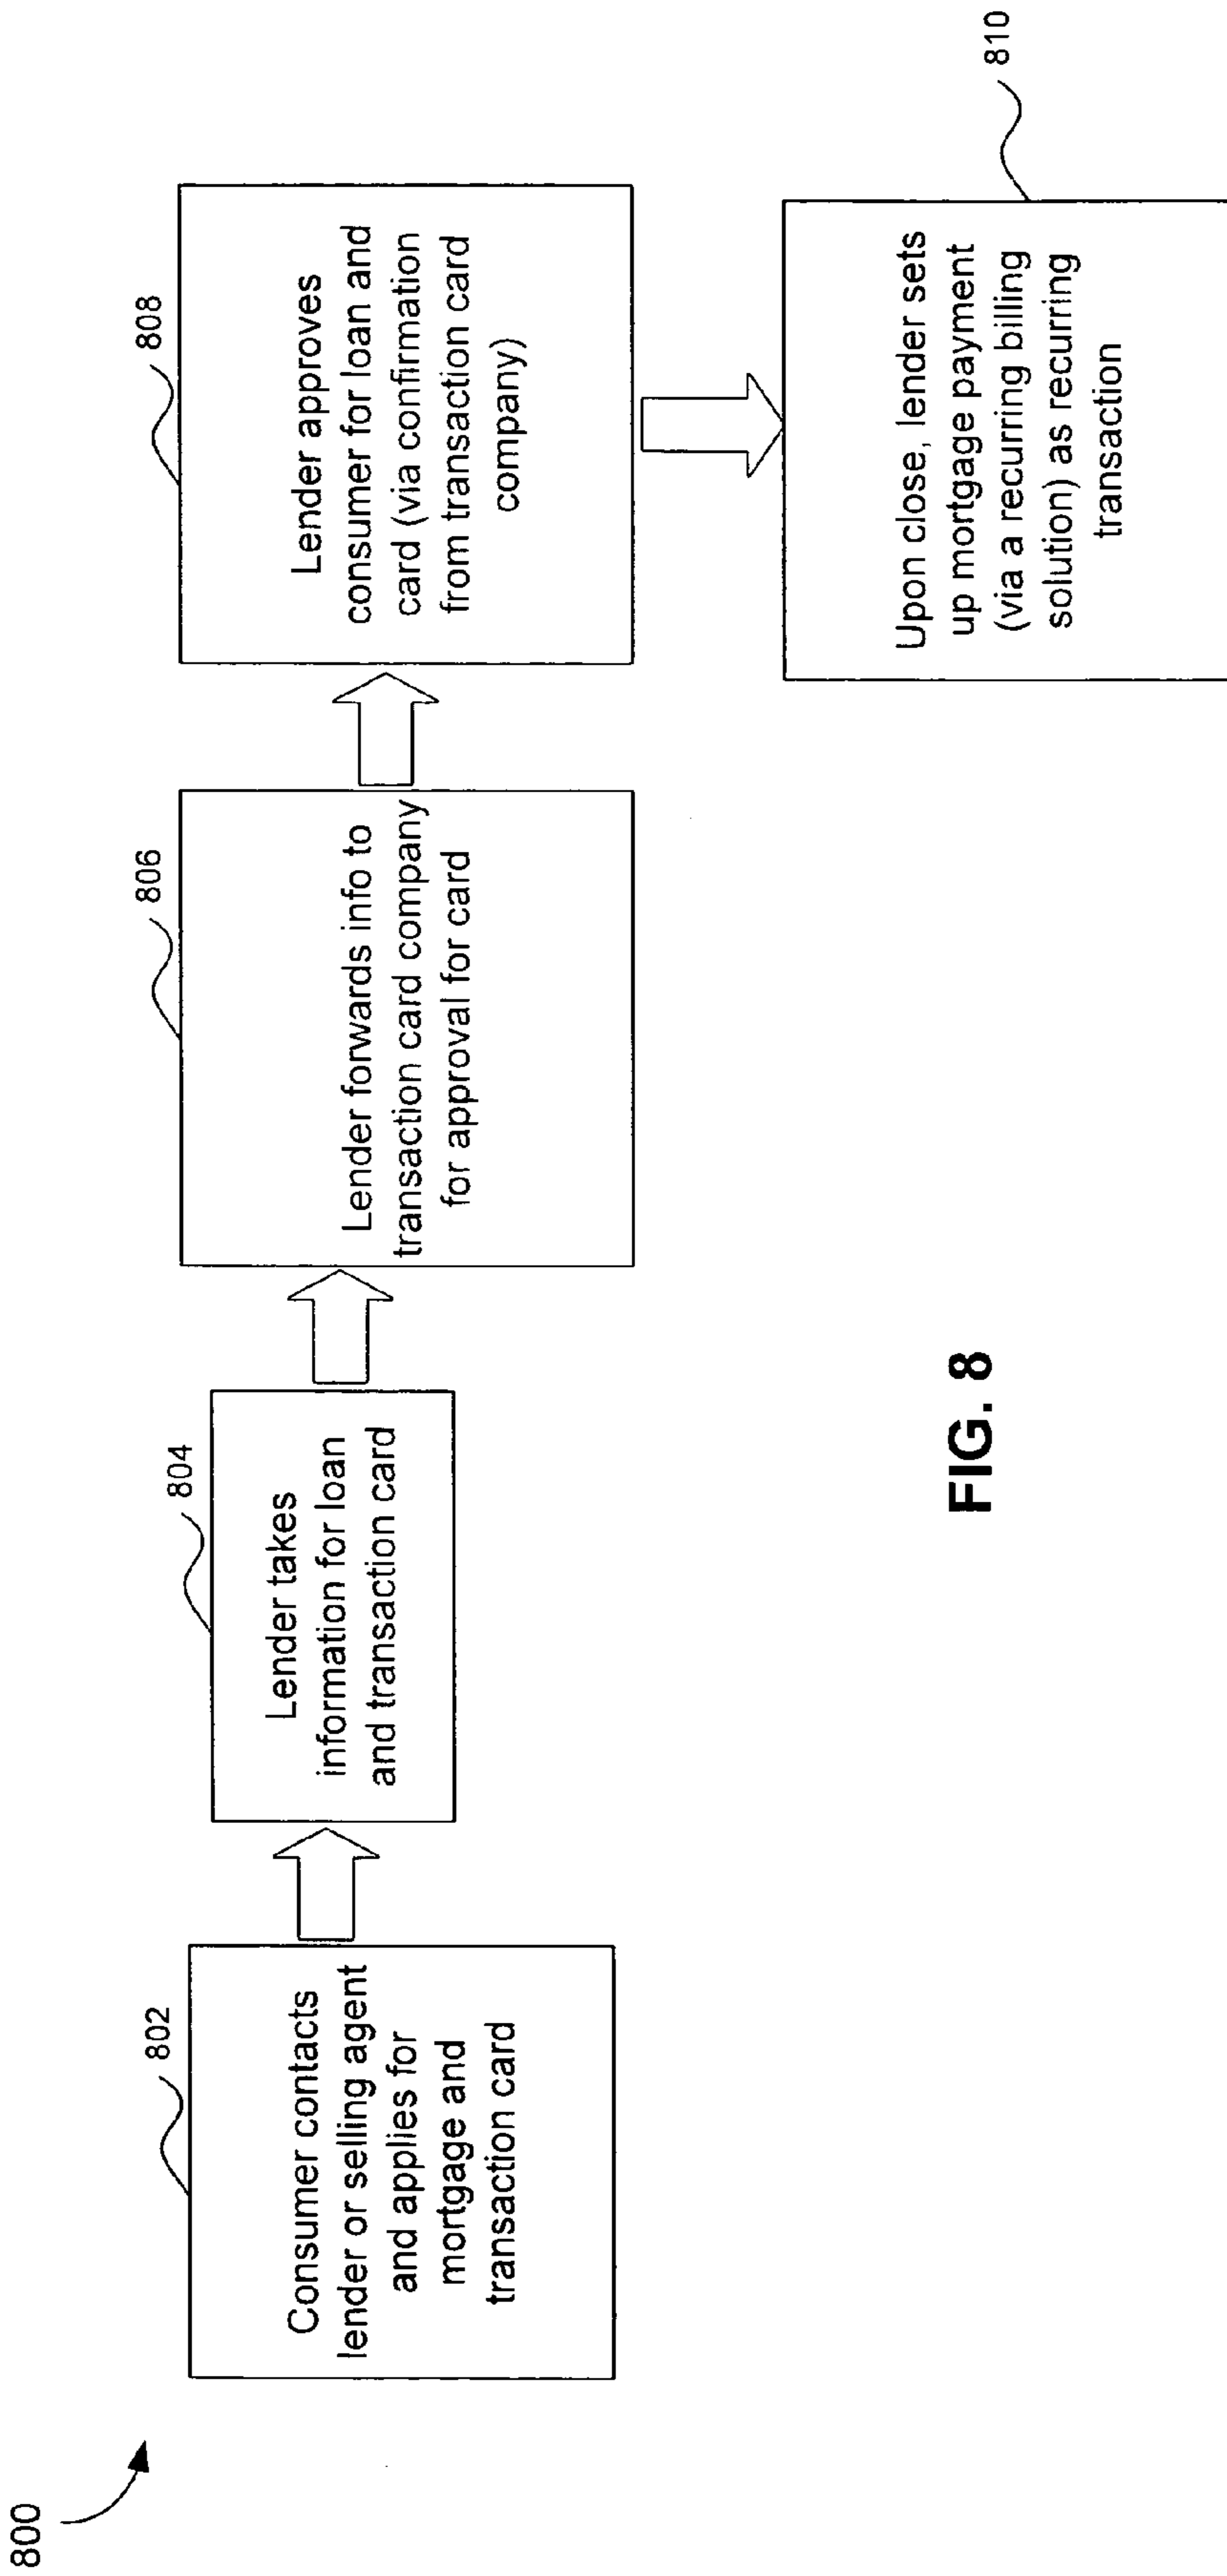 800
802
Consumer contacts
lender or selling agent
and applies for
mortgage and
transaction card
804
Lender takes
information for loan
and transaction card
806
Lender forwards info to
transaction card company
for approval for card
808
Lender approves
consumer for loan and
card (via confirmation
from transaction card
company)
810
Upon close, lender sets
up mortgage payment
(via a recurring billing
solution) as recurring
transaction
FIG. 8